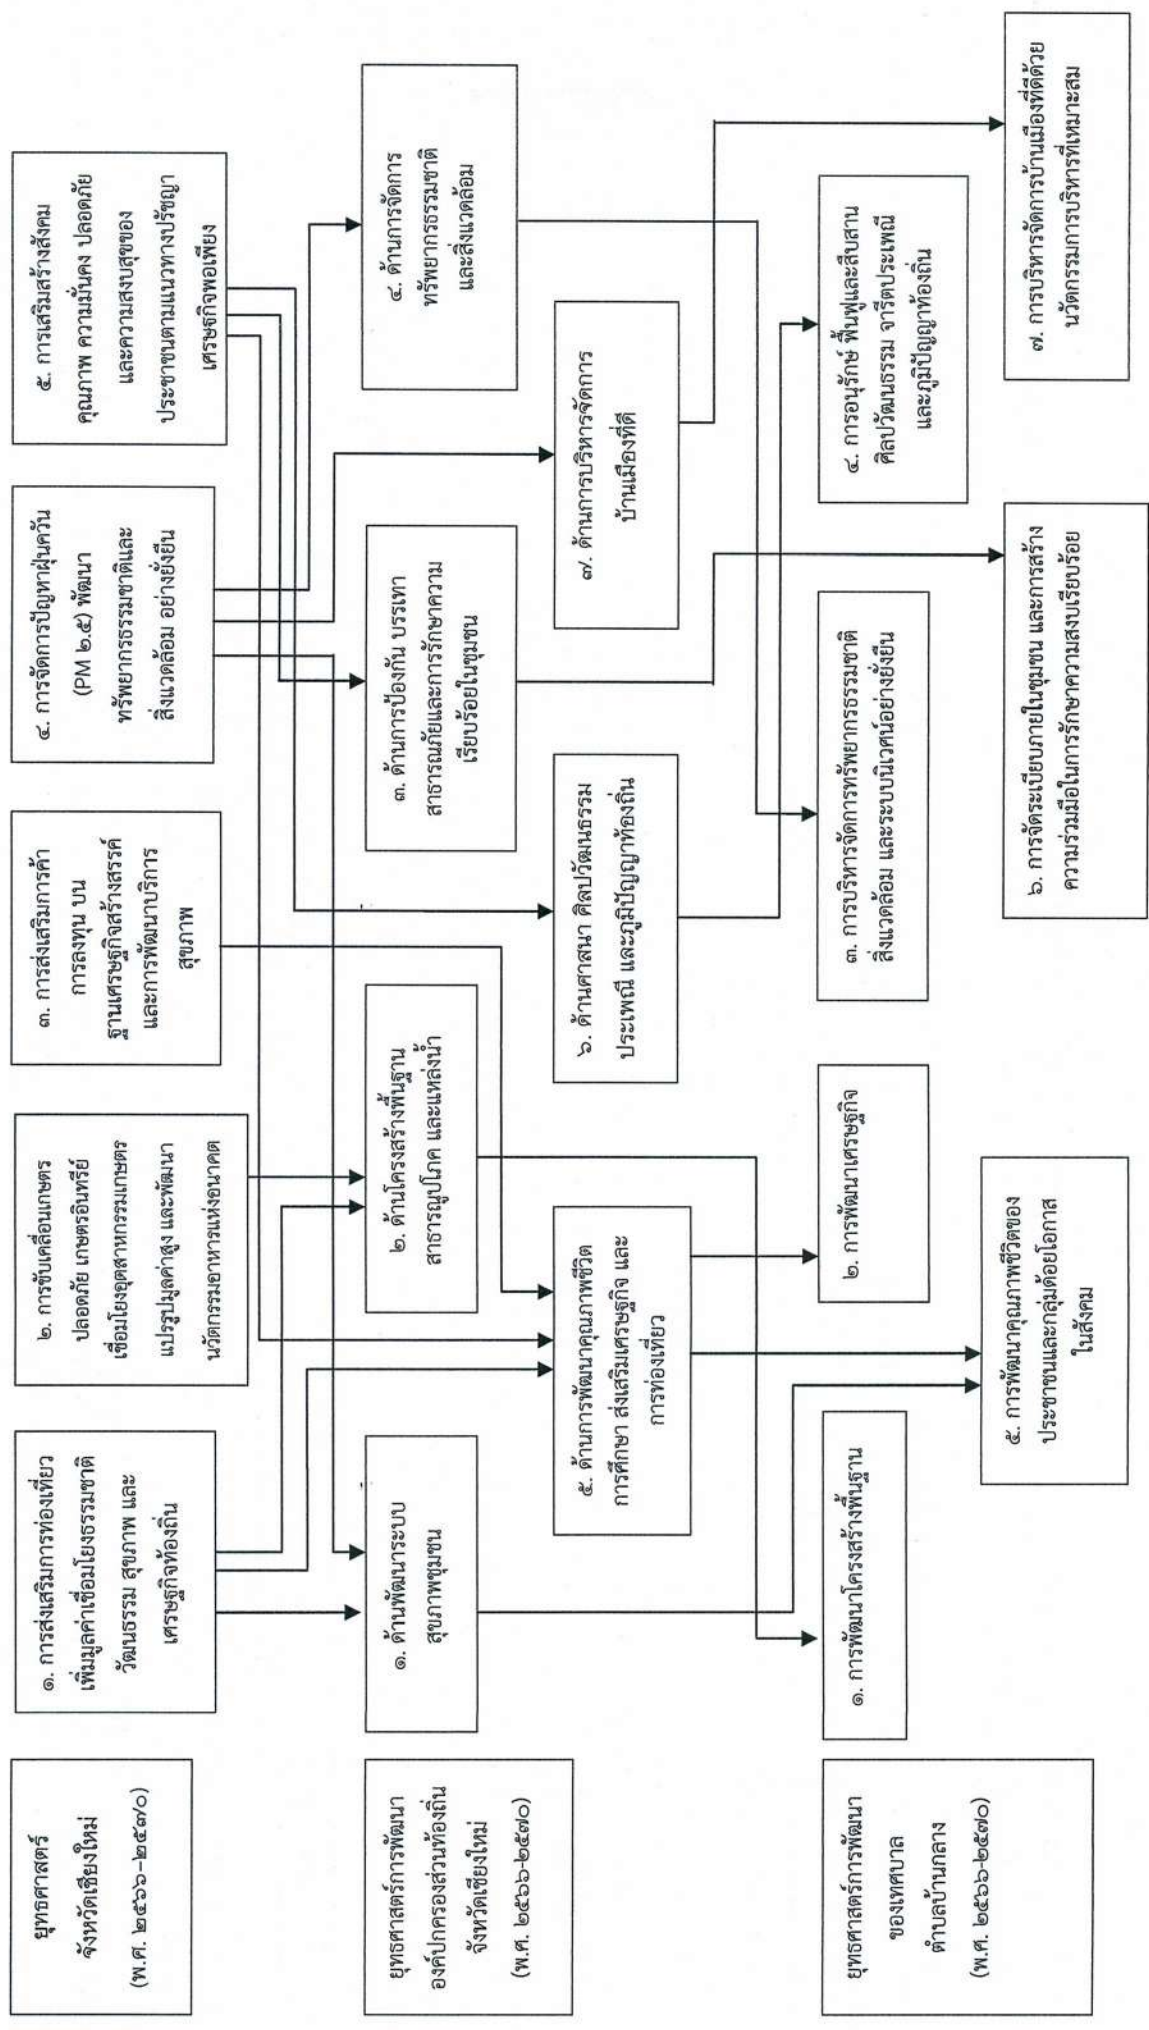 ยุทธศาสตร์
จังหวัดเชียงใหม่
(พ.ศ. ๒๕๖๖-๒๕๗๐)
๑. การส่งเสริมการท่องเที่ยว
เพิ่มมูลค่าเชื่อมโยงธรรมชาติ
วัฒนธรรม สุขภาพ และ
เศรษฐกิจท้องถิ่น
๒. การขับเคลื่อนเกษตร
ปลอดภัย เกษตรอินทรีย์
เชื่อมโยงอุตสาหกรรมเกษตร
แปรรูปมูลค่าสูง และพัฒนา
นวัตกรรมอาหารแห่งอนาคต
๓. การส่งเสริมการค้า
การลงทุน บน
ฐานเศรษฐกิจสร้างสรรค์
และการพัฒนาบริการ
สุขภาพ
๔. การจัดการปัญหาฝุ่นควัน
(PM ๒.๕) พัฒนา
ทรัพยากรธรรมชาติและ
สิ่งแวดล้อม อย่างยั่งยืน
๕. การเสริมสร้างสังคม
คุณภาพ ความมั่นคง ปลอดภัย
และความสงบสุขของ
ประชาชนตามแนวทางปรัชญา
เศรษฐกิจพอเพียง
ยุทธศาสตร์การพัฒนา
องค์ปกครองส่วนท้องถิ่น
จังหวัดเชียงใหม่
(พ.ศ. ๒๕๖๖-๒๕๗๐)
๑. ด้านพัฒนาระบบ
สุขภาพชุมชน
๒. ด้านโครงสร้างพื้นฐาน
สาธารณูปโภค และแหล่งน้ำ
๓. ด้านการป้องกัน บรรเทา
สาธารณภัยและการรักษาความ
เรียบร้อยในชุมชน
๔. ด้านการจัดการ
ทรัพยากรธรรมชาติ
และสิ่งแวดล้อม
๕. ด้านการพัฒนาคุณภาพชีวิต
การศึกษา ส่งเสริมเศรษฐกิจ และ
การท่องเที่ยว
๖. ด้านศาสนา ศิลปวัฒนธรรม
ประเพณี และภูมิปัญญาท้องถิ่น
๗. ด้านการบริหารจัดการ
บ้านเมืองที่ดี
ยุทธศาสตร์การพัฒนา
ของเทศบาล
ตำบลบ้านกลาง
(พ.ศ. ๒๕๖๖-๒๕๗๐)
๑. การพัฒนาโครงสร้างพื้นฐาน
๒. การพัฒนาเศรษฐกิจ
๓. การบริหารจัดการทรัพยากรธรรมชาติ
สิ่งแวดล้อม และระบบนิเวศน์อย่างยั่งยืน
๔. การอนุรักษ์ ฟื้นฟูและสืบสาน
ศิลปวัฒนธรรม จารีตประเพณี
และภูมิปัญญาท้องถิ่น
๕. การพัฒนาคุณภาพชีวิตของ
ประชาชนและกลุ่มด้อยโอกาส
ในสังคม
๖. การจัดระเบียบภายในชุมชน และการสร้าง
ความร่วมมือในการรักษาความสงบเรียบร้อย
๗. การบริหารจัดการบ้านเมืองที่ดีด้วย
นวัตกรรมการบริหารที่เหมาะสม